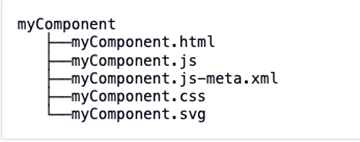 myComponent
├──myComponent.html
├──myComponent.js
├──myComponent.js-meta.xml
├──myComponent.css
└──myComponent.svg